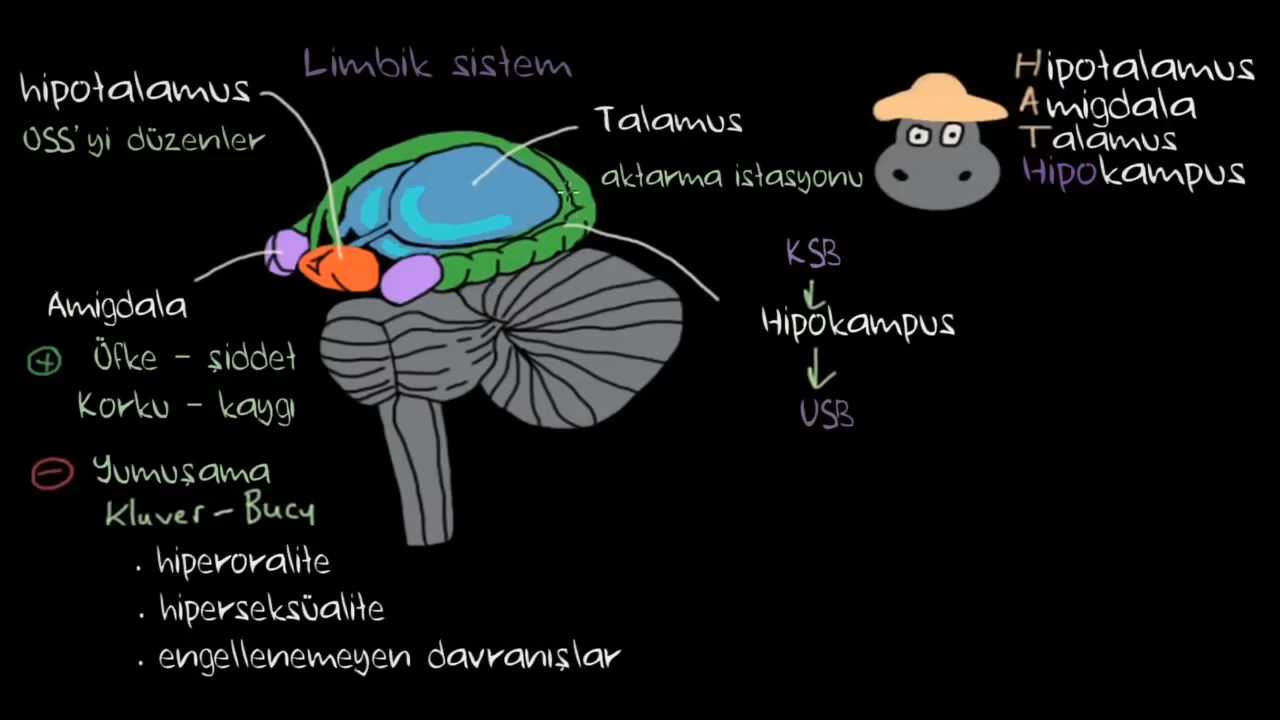 Limbik sistem
hipotalamus
OSS'yi düzenler
Talamus
aktarma istasyonu
Hipotalamus
Amigdala
Talamus
Hipokampus
Amigdala
+ Üfke - şiddet
Korku - kaygı
- Yumuşama
Kluver - Bucy
. hiperoralite
. hiperseksüalite
. engellenemeyen davranışlar
KSB
Hipokampus
USB